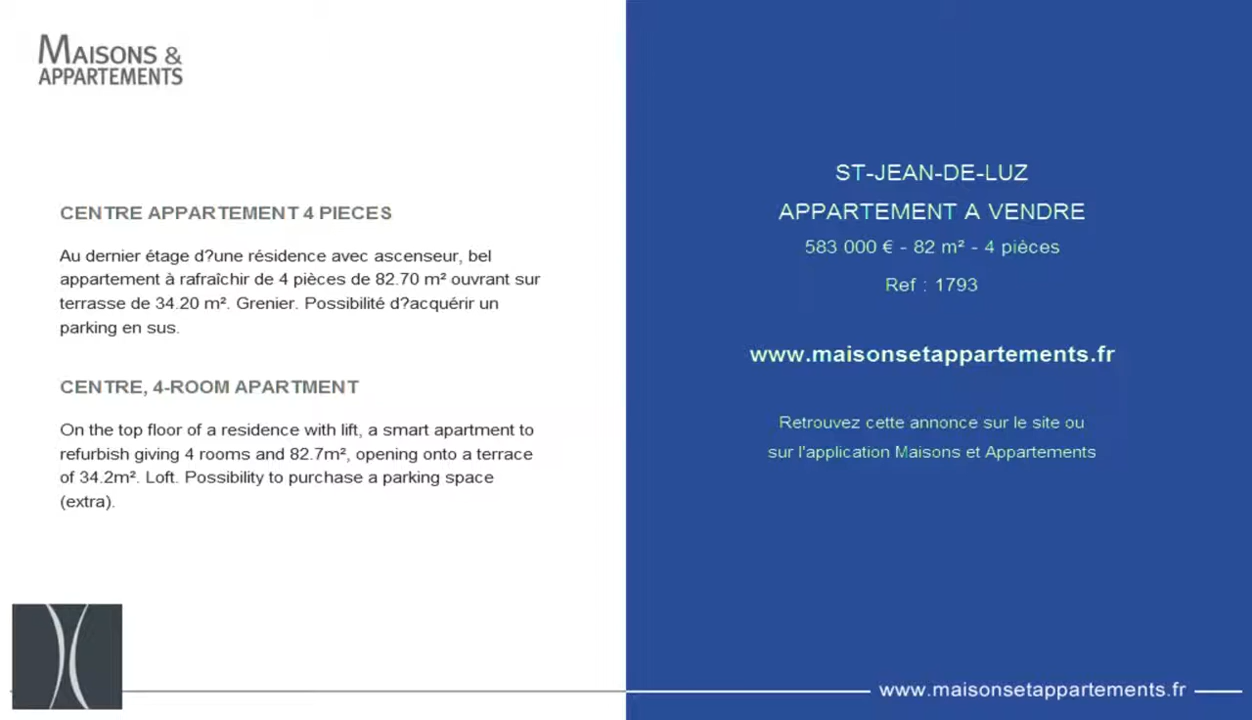 MAISONS &
APPARTEMENTS
CENTRE APPARTEMENT 4 PIECES
Au dernier étage d?une résidence avec ascenseur, bel
appartement à rafraîchir de 4 pièces de 82.70 m² ouvrant sur
terrasse de 34.20 m². Grenier. Possibilité d?acquérir un
parking en sus.
CENTRE, 4-ROOM APARTMENT
On the top floor of a residence with lift, a smart apartment to
refurbish giving 4 rooms and 82.7m², opening onto a terrace
of 34.2m². Loft. Possibility to purchase a parking space
(extra).
ST-JEAN-DE-LUZ
APPARTEMENT A VENDRE
583 000 € - 82 m² - 4 pièces
Ref : 1793
www.maisonsetappartements.fr
Retrouvez cette annonce sur le site ou
sur l'application Maisons et Appartements
www.maisonsetappartements.fr